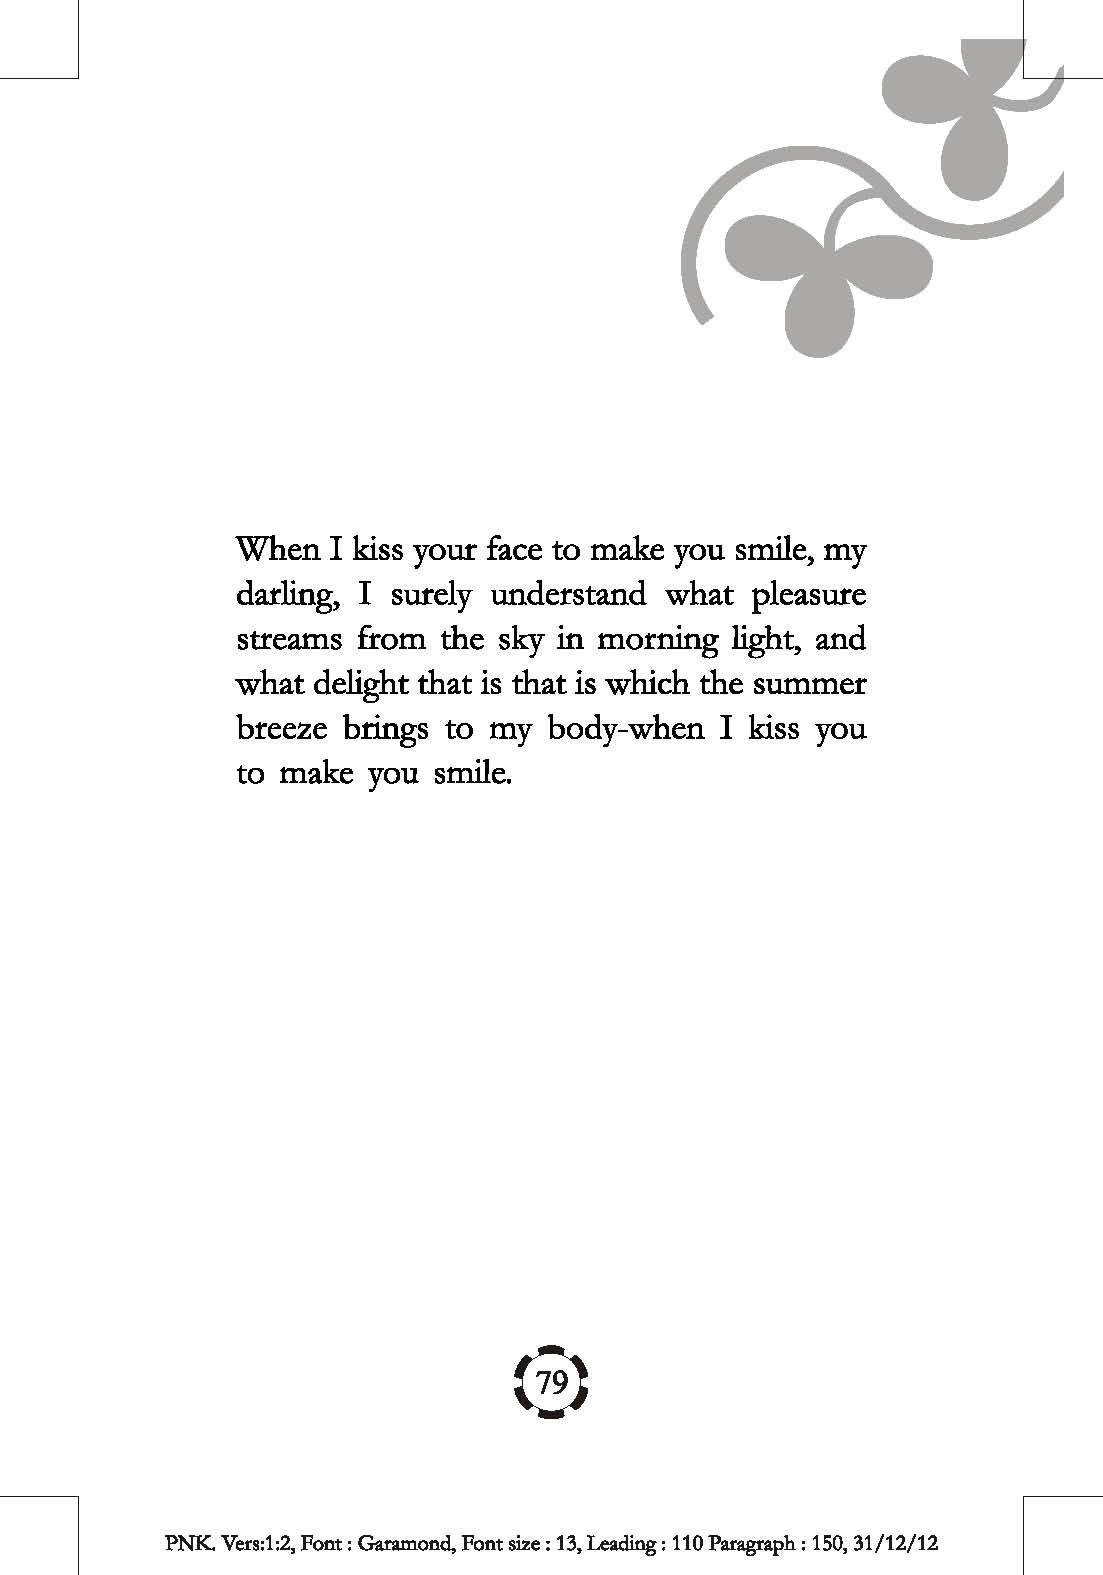 When I kiss your face to make you smile, my
darling, I surely understand what pleasure
streams from the sky in morning light, and
what delight that is that is which the summer
breeze brings to my body-when I kiss you
to make you smile.
79
PNK. Vers:1:2, Font : Garamond, Font size : 13, Leading : 110 Paragraph : 150, 31/12/12